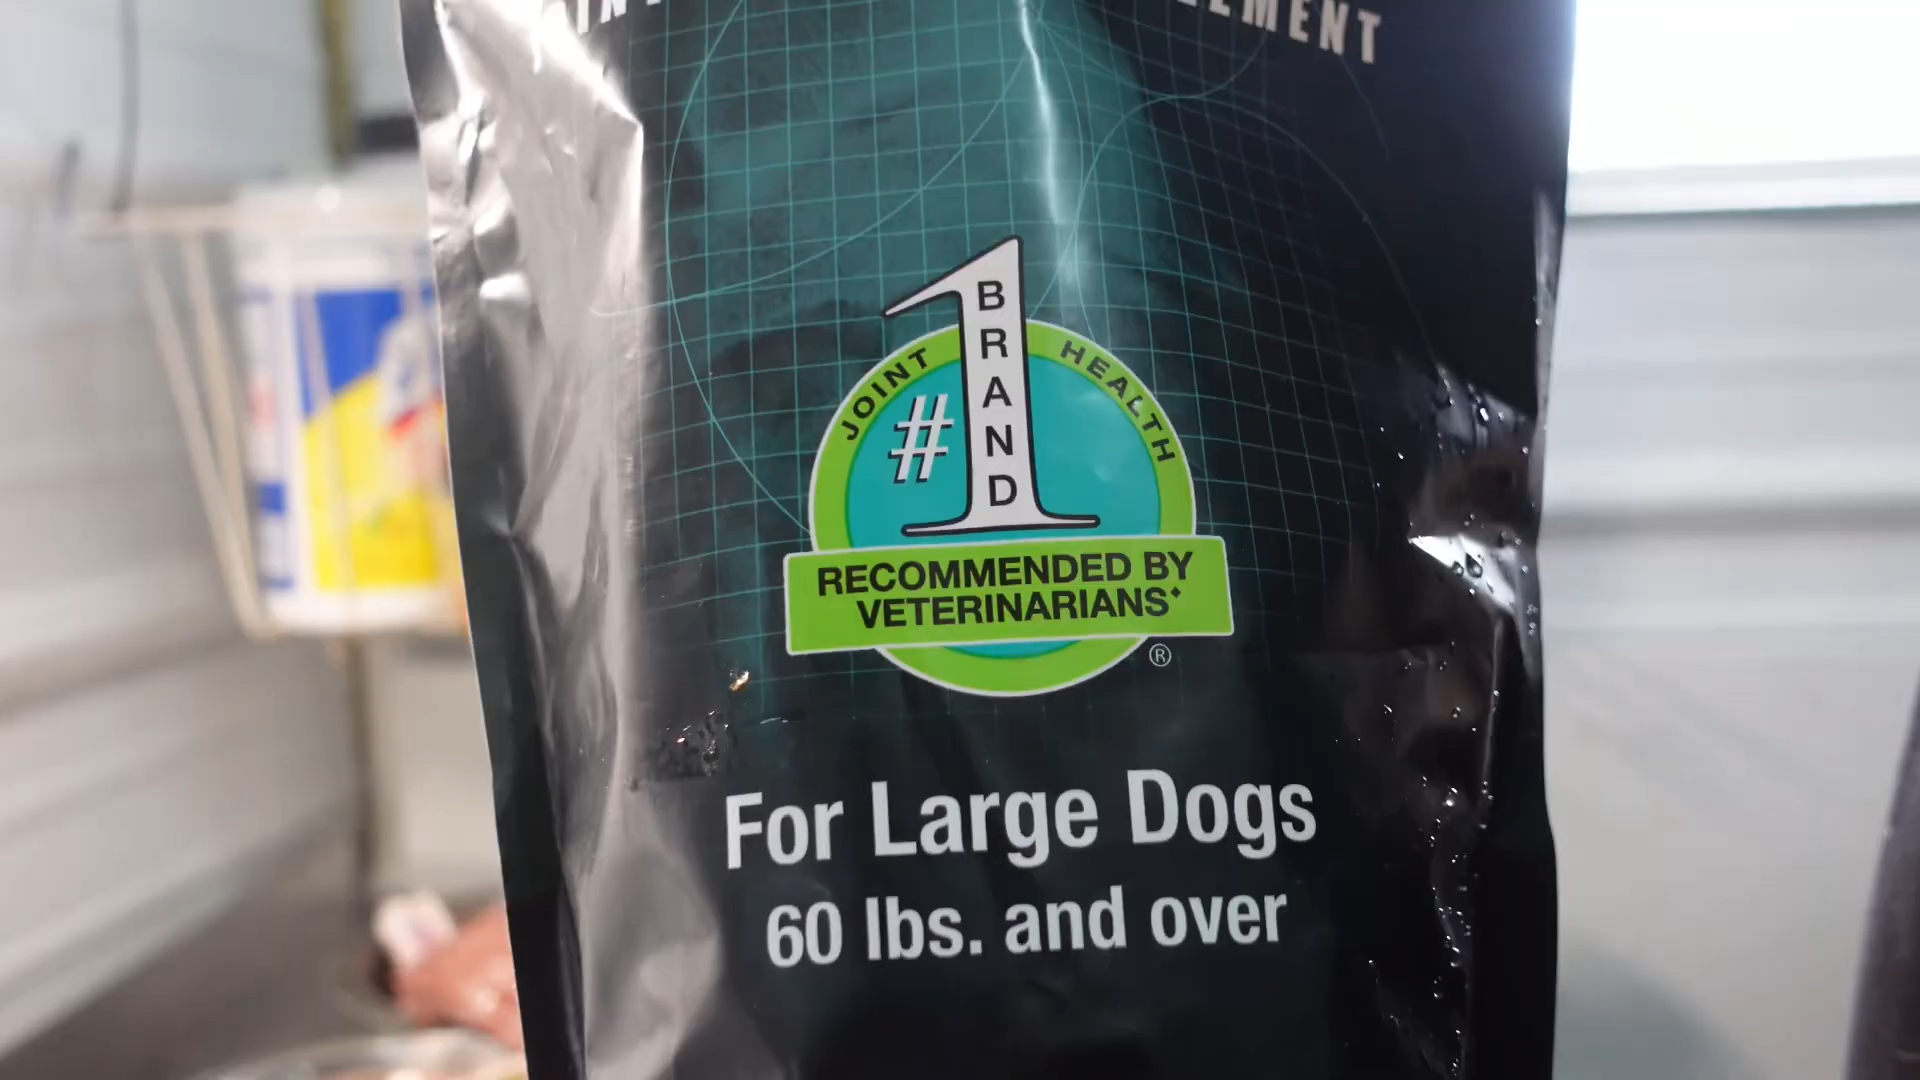 JOINT HEALTH
#1 BRAND
RECOMMENDED BY
VETERINARIANS*
®
For Large Dogs
60 lbs. and over